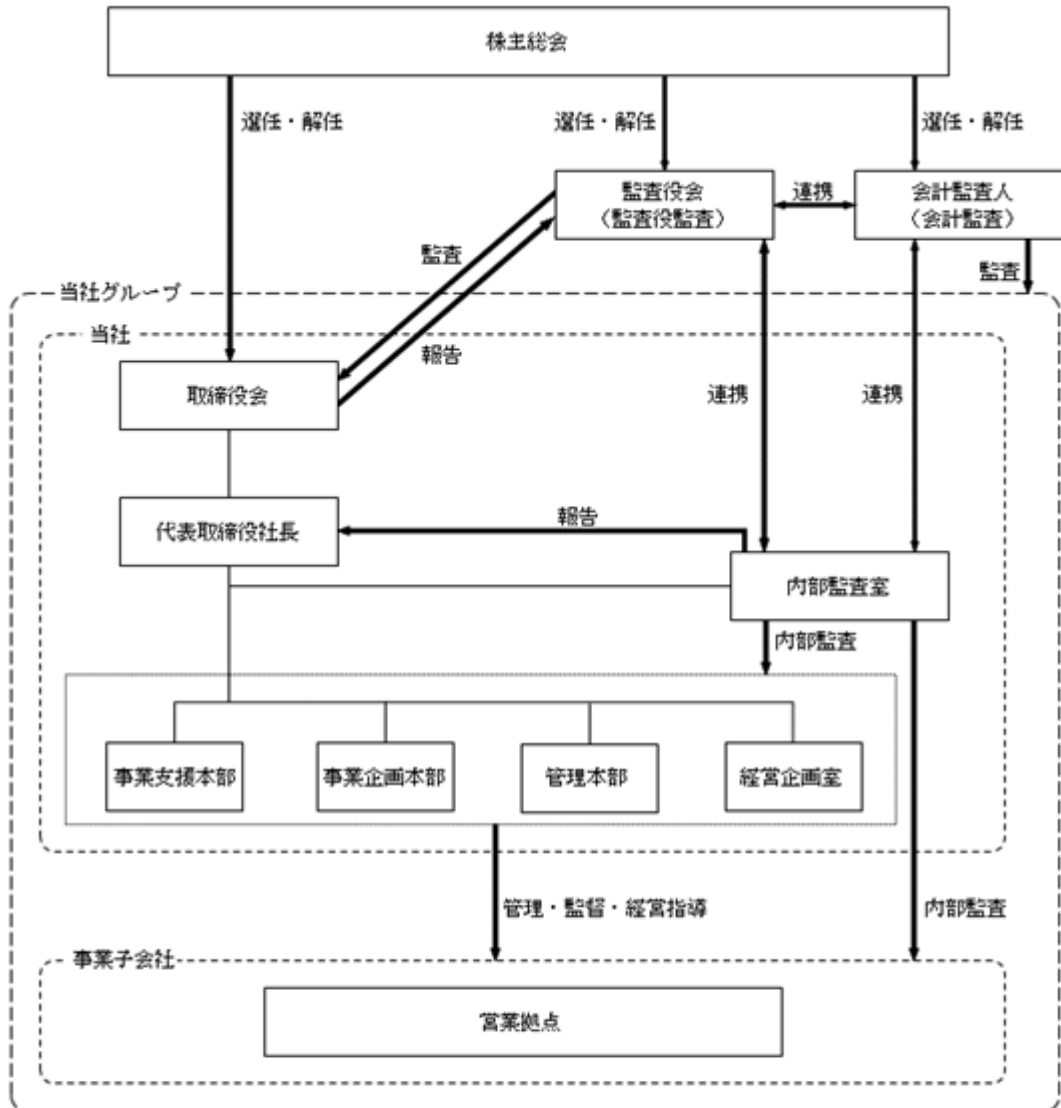 株主総会
選任・解任
選任・解任
選任・解任
監査役会
（監査役監査）
連携
会計監査人
（会計監査）
監査
監査
当社グループ
当社
報告
取締役会
連携
連携
代表取締役社長
報告
内部監査室
内部監査
事業支援本部
事業企画本部
管理本部
経営企画室
管理・監督・経営指導
内部監査
事業子会社
営業拠点